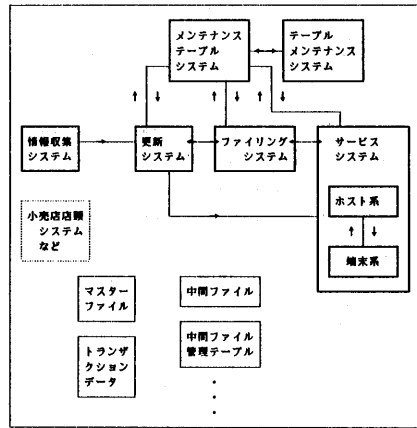 メンテナンス
テーブル
システム
テーブル
メンテナンス
システム
情報収集
システム
更新
システム
ファイリング
システム
サービス
システム
ホスト系
端末系
小売店店頭
システム
など
マスター
ファイル
中間ファイル
トランザ
クション
データ
中間ファイル
管理テーブル